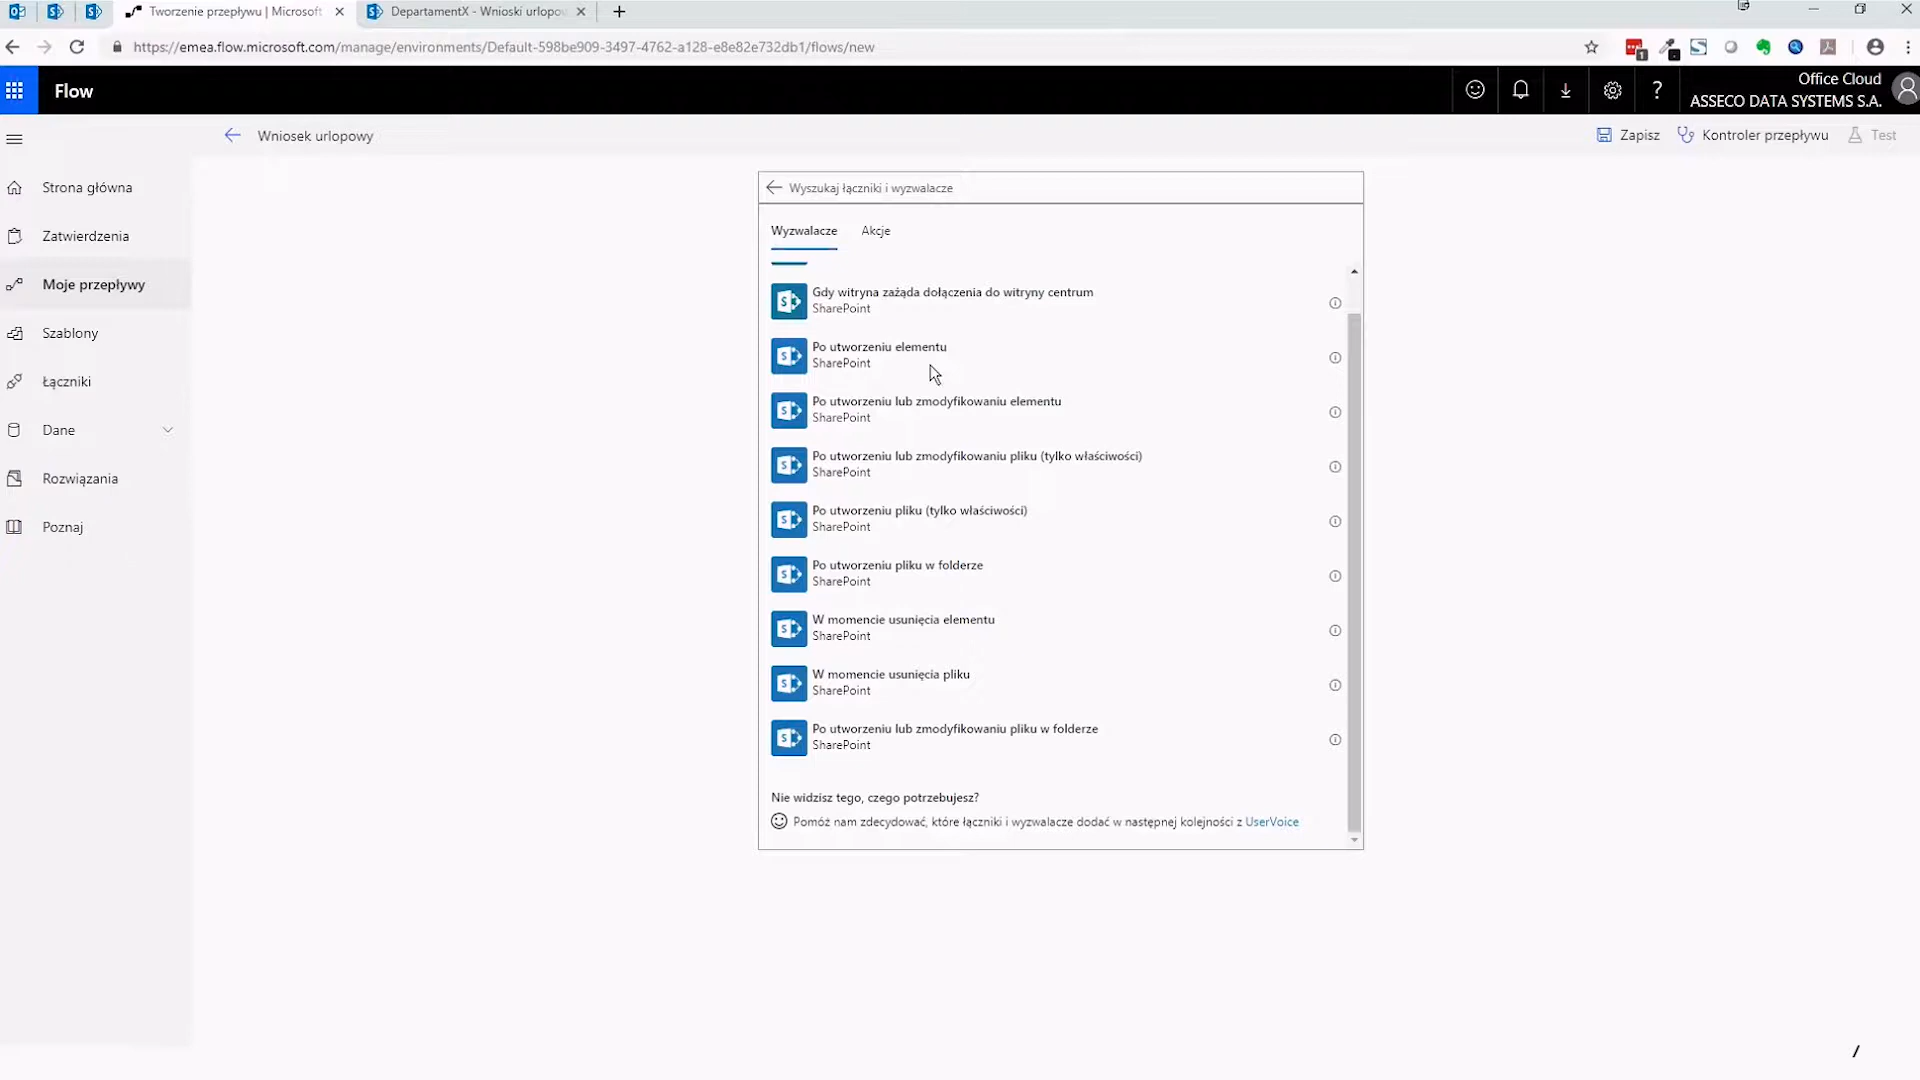 Tworzenie przepływu | Microsoft
DepartamentX - Wnioski urlopo
https://emea.flow.microsoft.com/manage/environments/Default-598be909-3497-4762-a128-e8e82e732db1/flows/new
Flow
Office Cloud
ASSECO DATA SYSTEMS S.A.
Wniosek urlopowy
Zapisz
Kontroler przepływu
Test
Strona główna
Zatwierdzenia
Moje przepływy
Szablony
Łączniki
Dane
Rozwiązania
Poznaj
Wyszukaj łączniki i wyzwalacze
Wyzwalacze
Akcje
Gdy witryna zażąda dołączenia do witryny centrum
SharePoint
Po utworzeniu elementu
SharePoint
Po utworzeniu lub zmodyfikowaniu elementu
SharePoint
Po utworzeniu lub zmodyfikowaniu pliku (tylko właściwości)
SharePoint
Po utworzeniu pliku (tylko właściwości)
SharePoint
Po utworzeniu pliku w folderze
SharePoint
W momencie usunięcia elementu
SharePoint
W momencie usunięcia pliku
SharePoint
Po utworzeniu lub zmodyfikowaniu pliku w folderze
SharePoint
Nie widzisz tego, czego potrzebujesz?
Pomóż nam zdecydować, które łączniki i wyzwalacze dodać w następnej kolejności z UserVoice
/